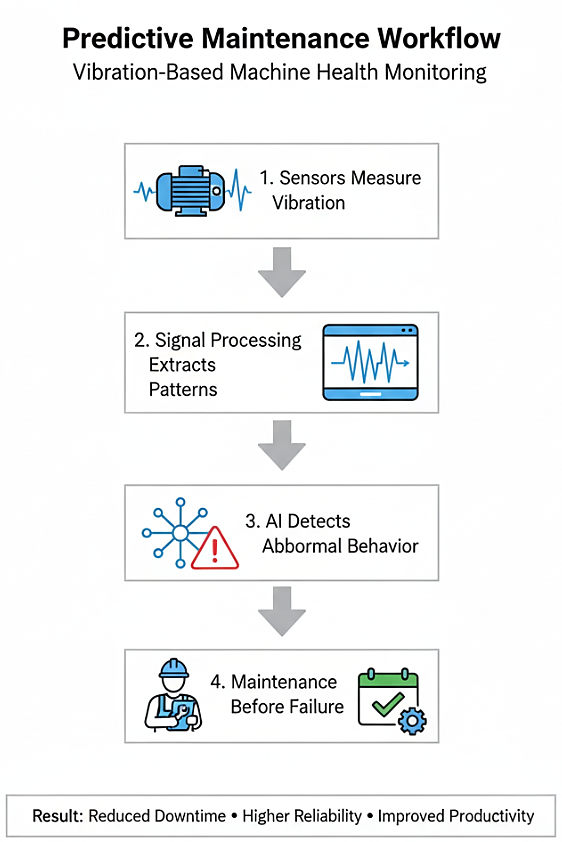 Predictive Maintenance Workflow
Vibration-Based Machine Health Monitoring
1. Sensors Measure
Vibration
2. Signal Processing
Extracts
Patterns
3. AI Detects
Abbormal Behavior
4. Maintenance
Before Failure
Result: Reduced Downtime • Higher Reliability • Improved Productivity